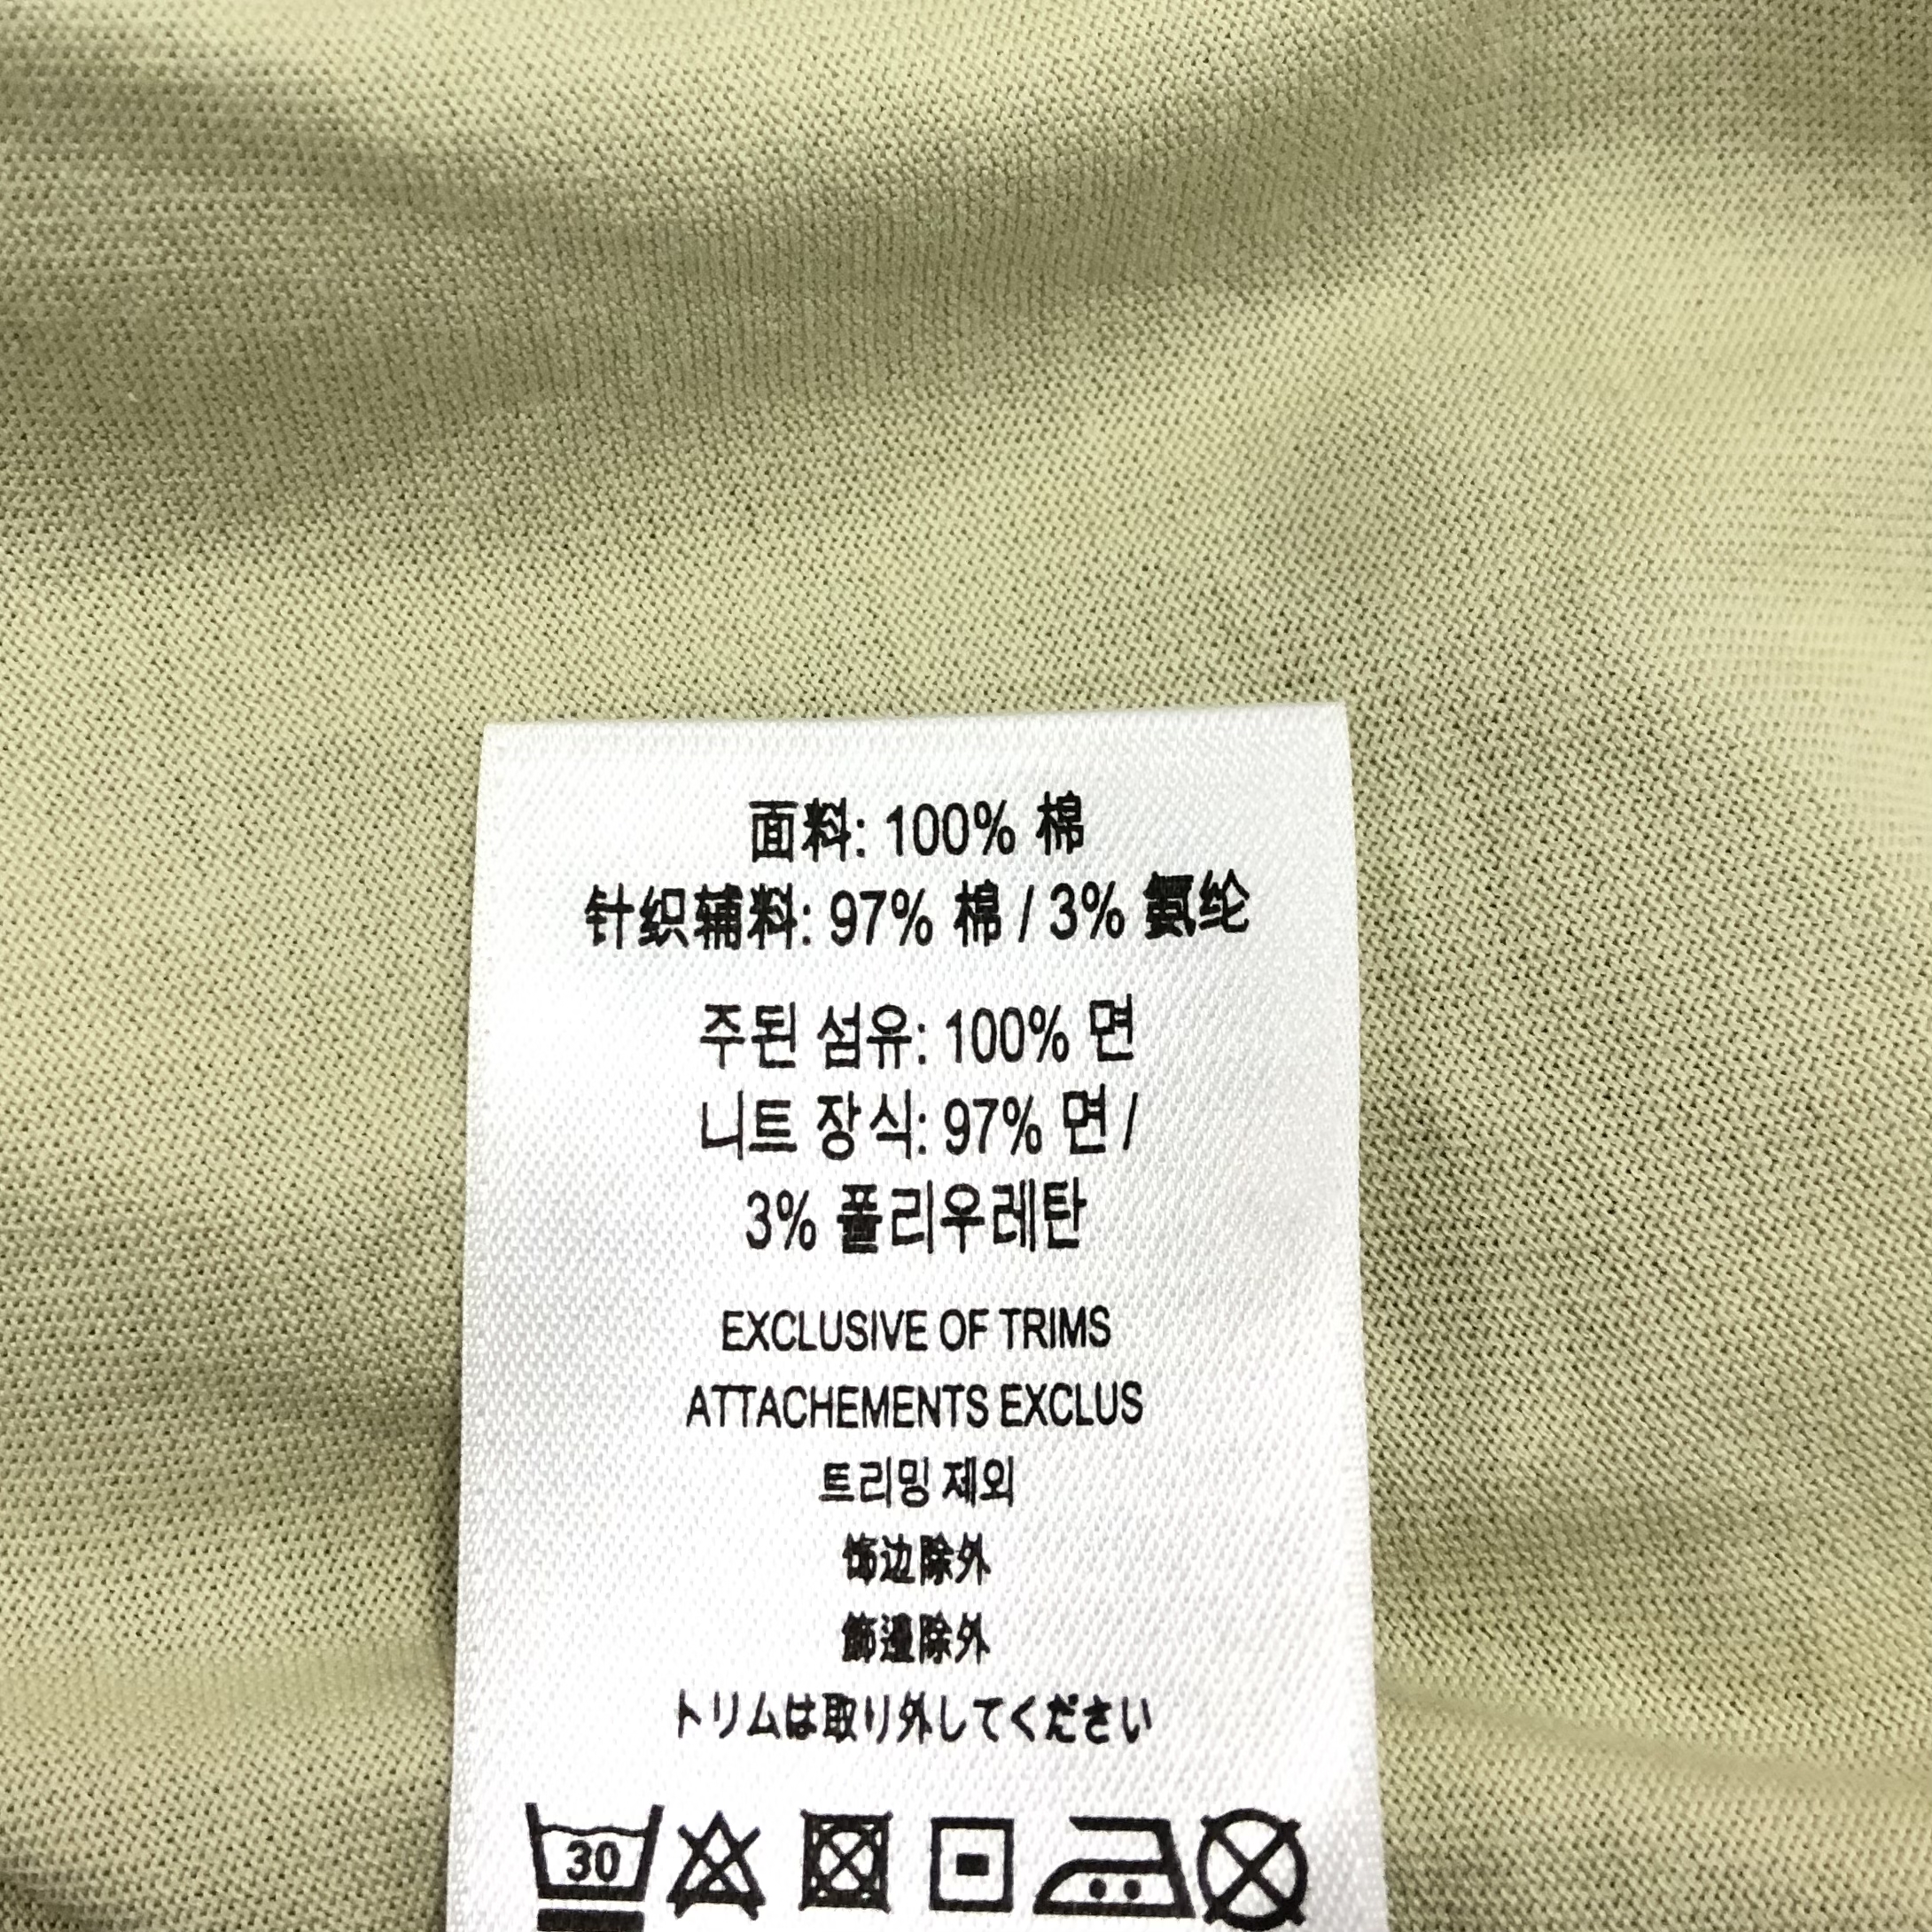 面料: 100% 棉
针织辅料: 97% 棉 / 3% 氨纶
주된 섬유: 100% 면
니트 장식: 97% 면 /
3% 폴리우레탄
EXCLUSIVE OF TRIMS
ATTACHEMENTS EXCLUS
트리밍 제외
饰边除外
飾邊除外
トリムは取り外してください
30